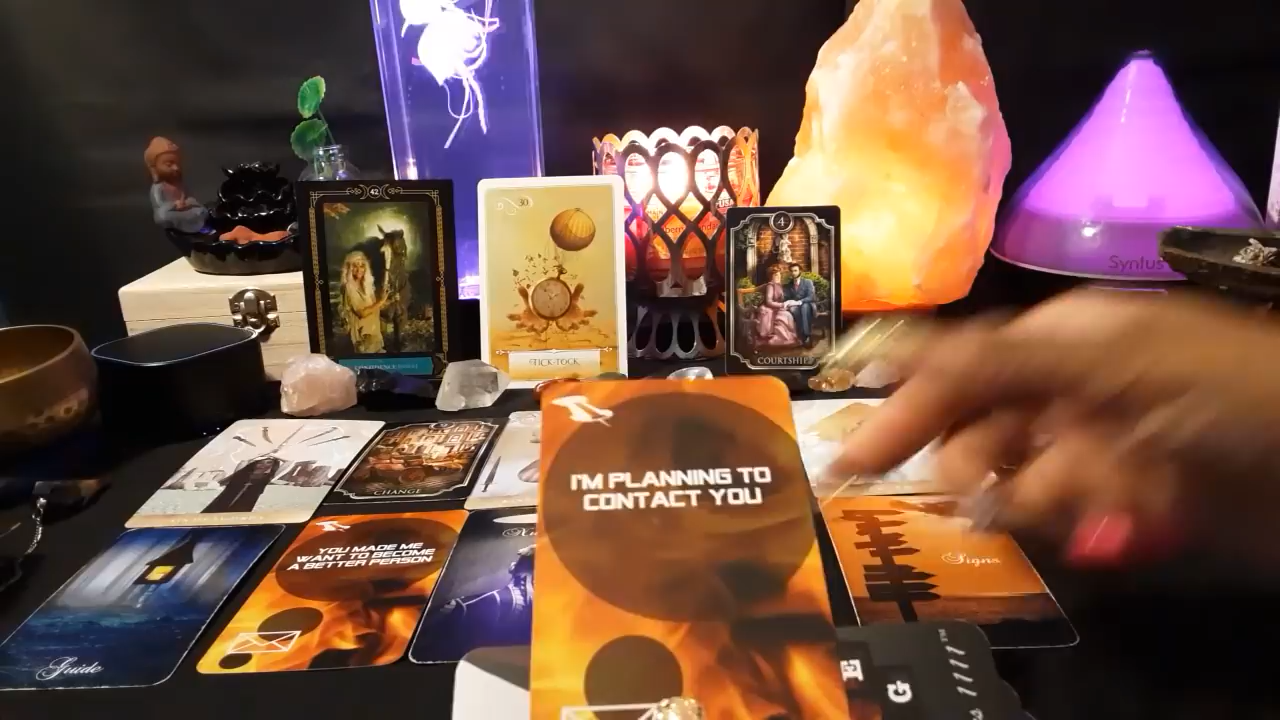 42
30
TICK-TOCK
4
COURTSHIP
Synlus
CHANGE
I'M PLANNING TO
CONTACT YOU
YOU MADE ME
WANT TO BECOME
A BETTER PERSON
Signs
Guide
E
G
1111